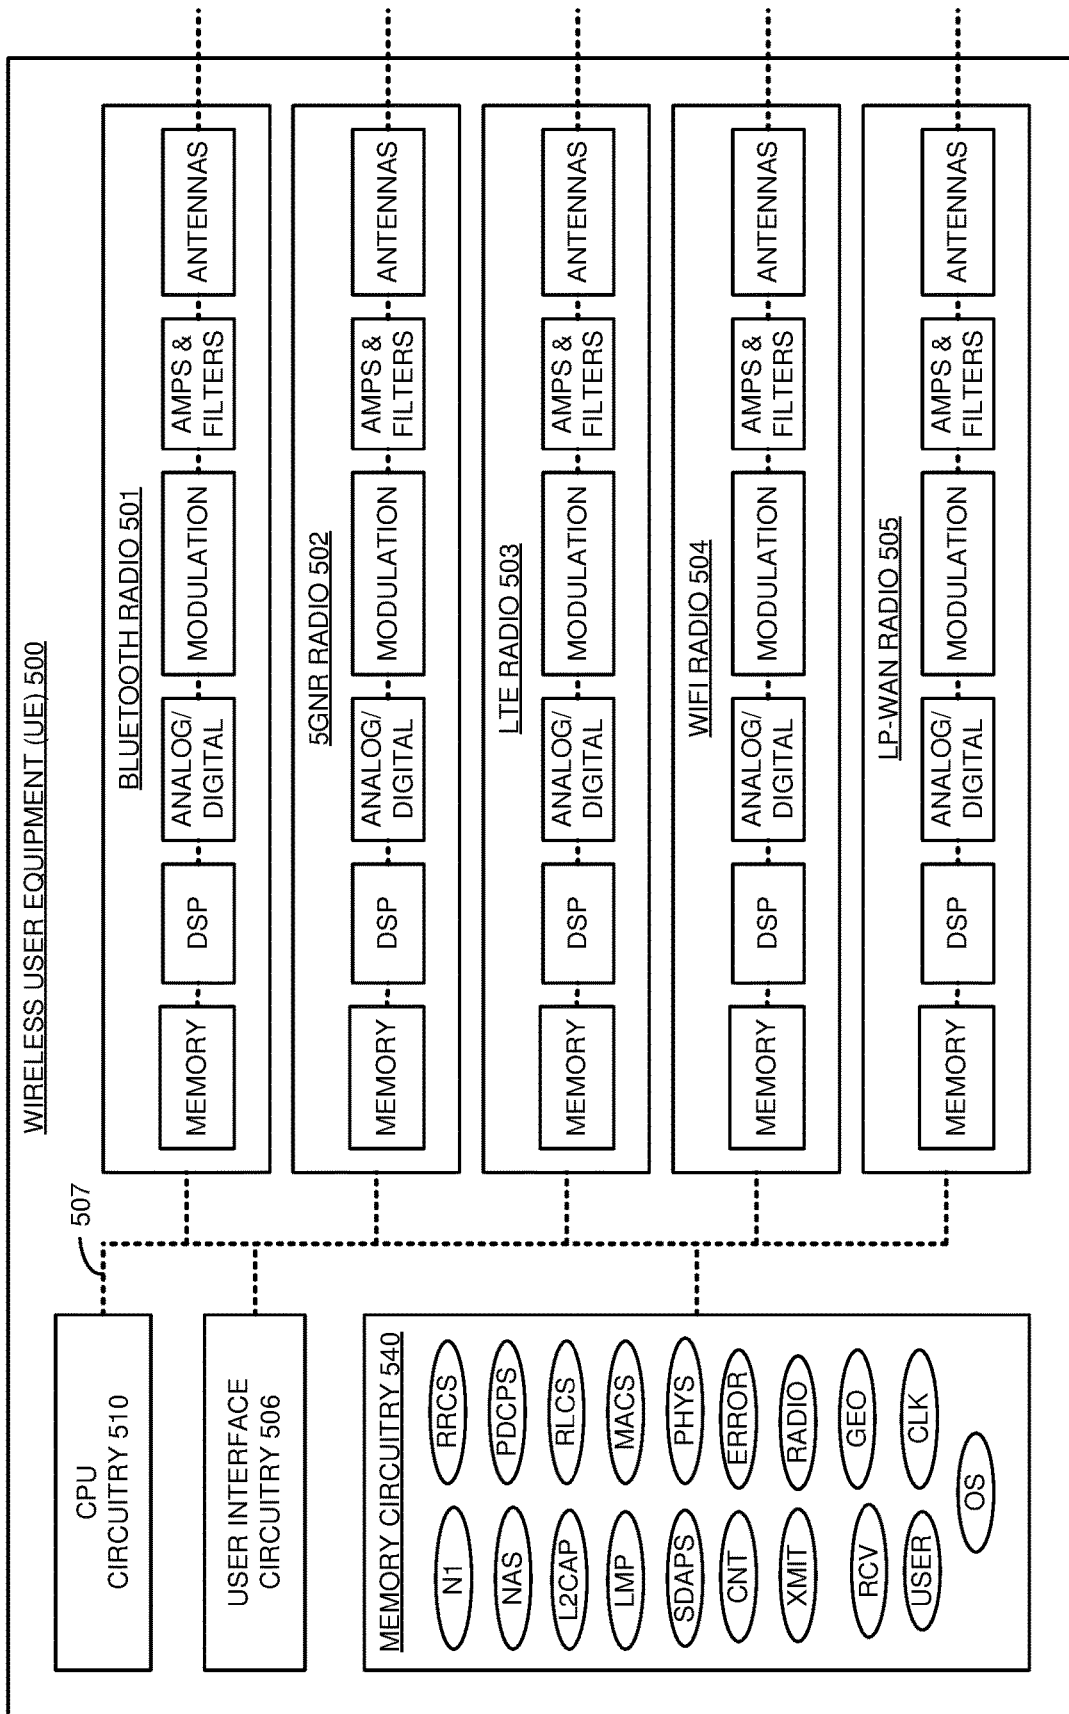 WIRELESS USER EQUIPMENT (UE) 500
CPU
CIRCUITRY 510
507
USER INTERFACE
CIRCUITRY 506
MEMORY CIRCUITRY 540
N1
RRCS
NAS
PDCPS
L2CAP
RLCS
LMP
MACS
SDAPS
PHYS
CNT
ERROR
XMIT
RADIO
RCV
GEO
USER
CLK
OS
BLUETOOTH RADIO 501
MEMORY
DSP
ANALOG/
DIGITAL
MODULATION
AMPS &
FILTERS
ANTENNAS
5GNR RADIO 502
MEMORY
DSP
ANALOG/
DIGITAL
MODULATION
AMPS &
FILTERS
ANTENNAS
LTE RADIO 503
MEMORY
DSP
ANALOG/
DIGITAL
MODULATION
AMPS &
FILTERS
ANTENNAS
WIFI RADIO 504
MEMORY
DSP
ANALOG/
DIGITAL
MODULATION
AMPS &
FILTERS
ANTENNAS
LP-WAN RADIO 505
MEMORY
DSP
ANALOG/
DIGITAL
MODULATION
AMPS &
FILTERS
ANTENNAS